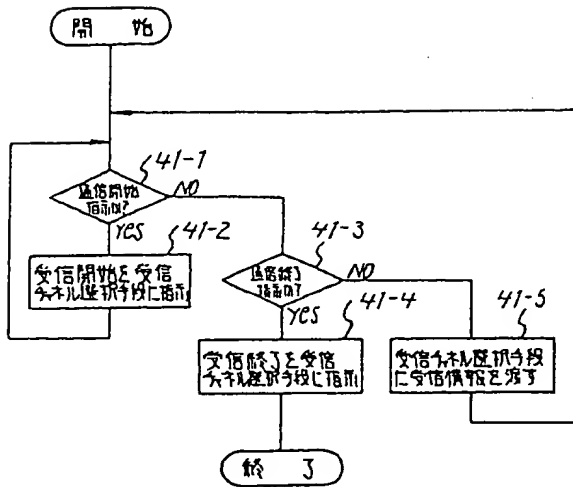 開 始
41-1
通信開始
指示か?
NO
YES
41-2
受信開始を受信
チャネル選択手段に指示
41-3
通信終了
指示か?
NO
YES
41-4
受信終了を受信
チャネル選択手段に指示
41-5
受信チャネル選択手段
に受信情報を渡す
終 了